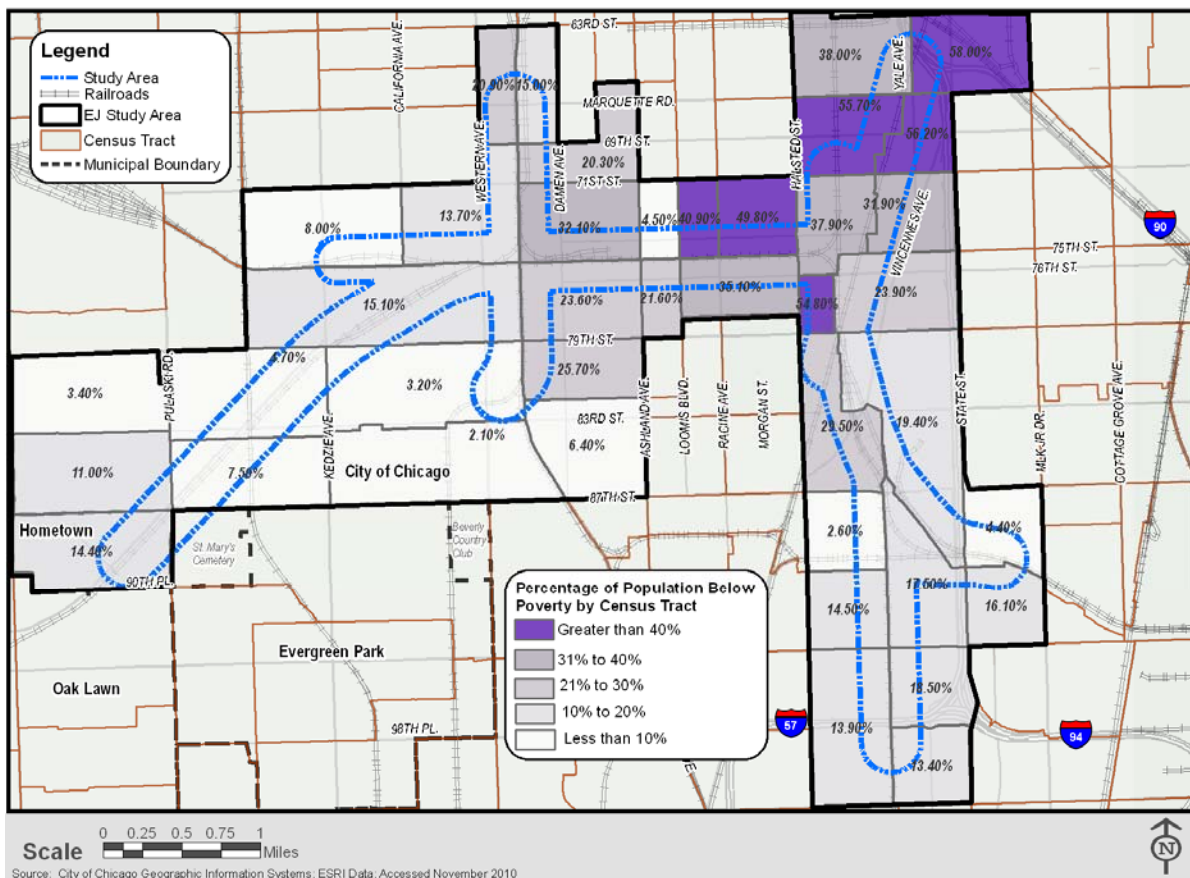 Legend
Study Area
Railroads
EJ Study Area
Census Tract
Municipal Boundary
63RD ST.
CALIFORNIA AVE.
WESTERN AVE.
20.90%
15.00%
DAMEN AVE.
MARQUETTE RD.
69TH ST.
20.30%
71ST ST.
HALSTED ST.
38.00%
YALE AVE.
58.00%
55.70%
56.20%
8.00%
13.70%
32.10%
4.50%
40.90%
49.80%
37.90%
31.90%
VINCENNES AVE.
90
75TH ST.
76TH ST.
15.10%
23.60%
21.60%
35.10%
54.80%
23.90%
PULASKI RD.
4.70%
79TH ST.
3.40%
3.20%
25.70%
KEDZIE AVE.
ASHLAND AVE.
LOOMIS BLVD.
RACINE AVE.
MORGAN ST.
STATE ST.
MLK JR DR.
COTTAGE GROVE AVE.
83RD ST.
2.10%
6.40%
29.50%
19.40%
11.00%
7.50%
City of Chicago
87TH ST.
Hometown
14.40%
90TH PL.
St. Mary's
Cemetery
Beverly
Country
Club
2.60%
4.40%
17.50%
14.50%
16.10%
Percentage of Population Below
Poverty by Census Tract
Greater than 40%
31% to 40%
21% to 30%
10% to 20%
Less than 10%
Evergreen Park
Oak Lawn
98TH PL.
18.50%
57
13.90%
94
13.40%
Scale
0 0.25 0.5 0.75 1
Miles
N
Source: City of Chicago Geographic Information Systems; ESRI Data; Accessed November 2010